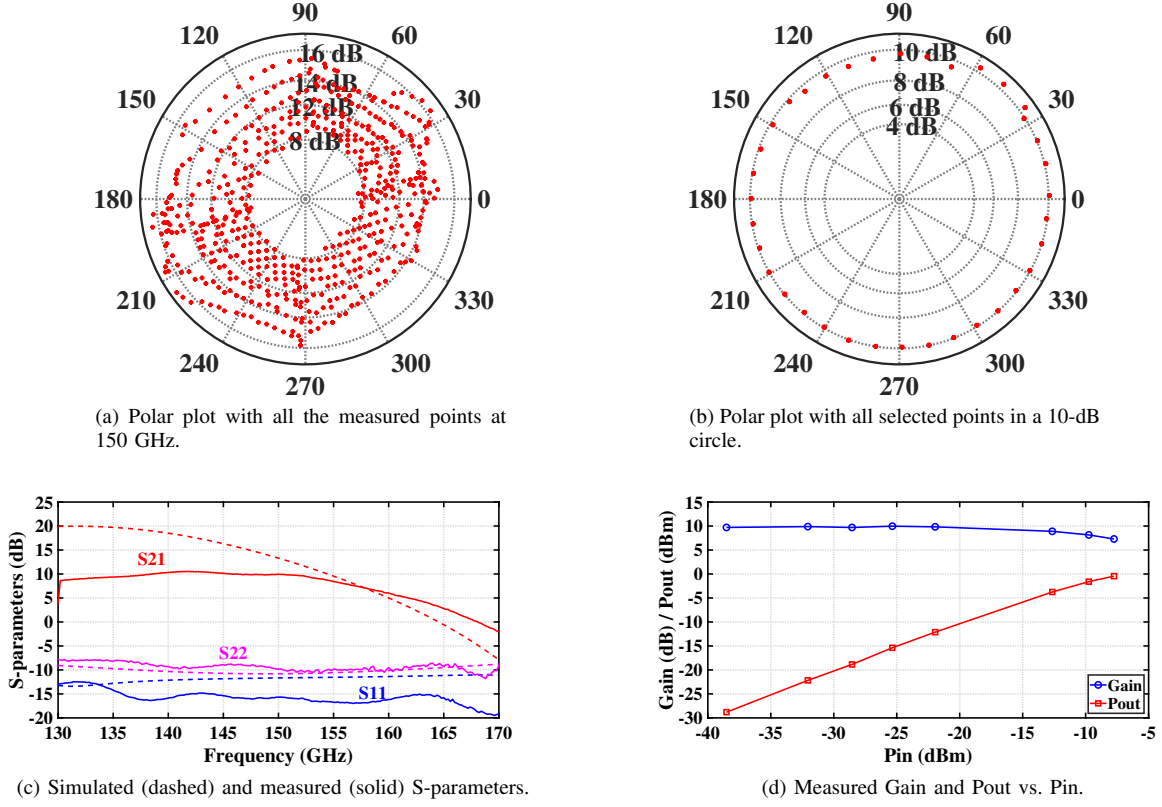 90
120
60
16 dB
14 dB
12 dB
8 dB
150
30
180
0
210
330
240
300
270
(a) Polar plot with all the measured points at
150 GHz.
90
120
60
10 dB
8 dB
6 dB
4 dB
150
30
180
0
210
330
240
300
270
(b) Polar plot with all selected points in a 10-dB
circle.
S-parameters (dB)
25
20
15
10
5
0
-5
-10
-15
-20
S21
S22
S11
130 135 140 145 150 155 160 165 170
Frequency (GHz)
(c) Simulated (dashed) and measured (solid) S-parameters.
Gain (dB) / Pout (dBm)
15
10
5
0
-5
-10
-15
-20
-25
-30
Gain
Pout
-40 -35 -30 -25 -20 -15 -10 -5
Pin (dBm)
(d) Measured Gain and Pout vs. Pin.